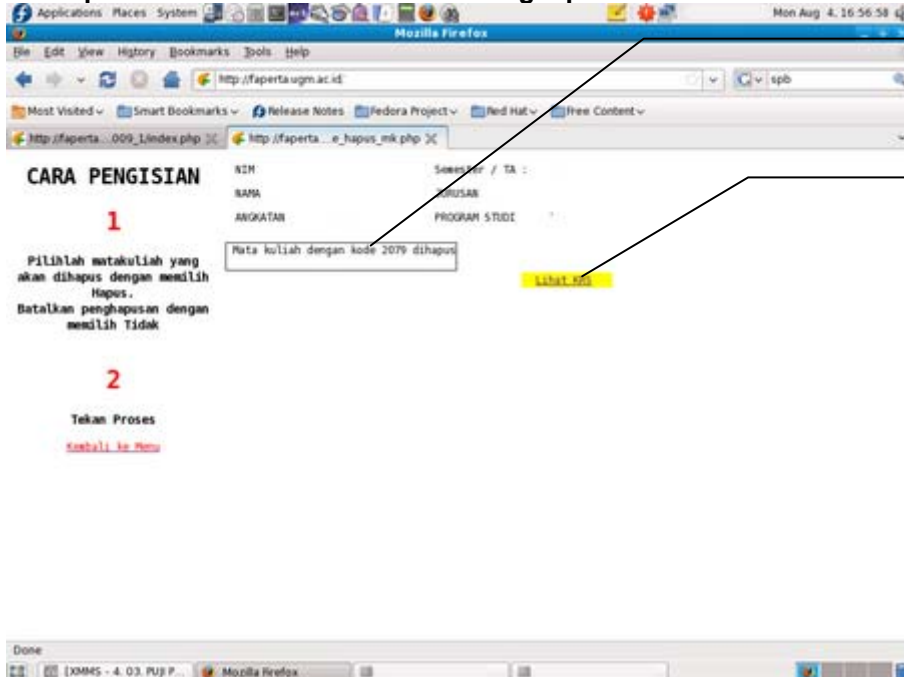 Applications Places System
Mon Aug 4, 16:56:58
Mozilla Firefox
File Edit View History Bookmarks Tools Help
http://faperta.ugm.ac.id
spb
Most Visited Smart Bookmarks Release Notes Fedora Project Red Hat Free Content
http://faperta...009_1/index.php http://faperta...e_hapus_mk.php
CARA PENGISIAN
1
Pilihlah matakuliah yang
akan dihapus dengan memilih
Hapus.
Batalkan penghapusan dengan
memilih Tidak
2
Tekan Proses
Kembali ke Menu
NIM Semester / TA :
NAMA JURUSAN
ANGKATAN PROGRAM STUDI
Mata kuliah dengan kode 2079 dihapus
Lihat KRS
Done
[XMMS - 4. 03. PUJI P... Mozilla Firefox